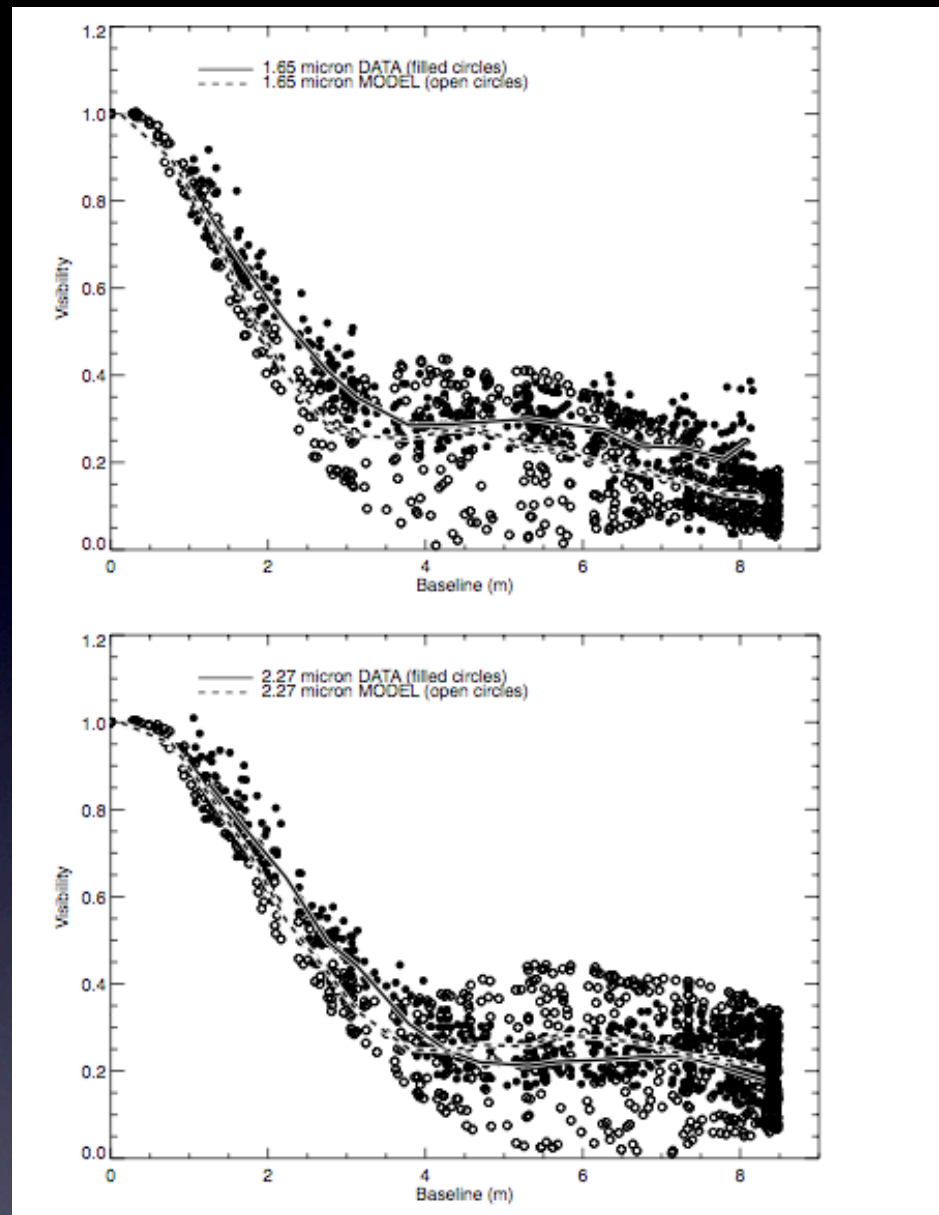 1.2
1.65 micron DATA (filled circles)
1.65 micron MODEL (open circles)
1.0
0.8
0.6
0.4
0.2
0.0
Visibility
0 2 4 6 8
Baseline (m)
1.2
2.27 micron DATA (filled circles)
2.27 micron MODEL (open circles)
1.0
0.8
0.6
0.4
0.2
0.0
Visibility
0 2 4 6 8
Baseline (m)